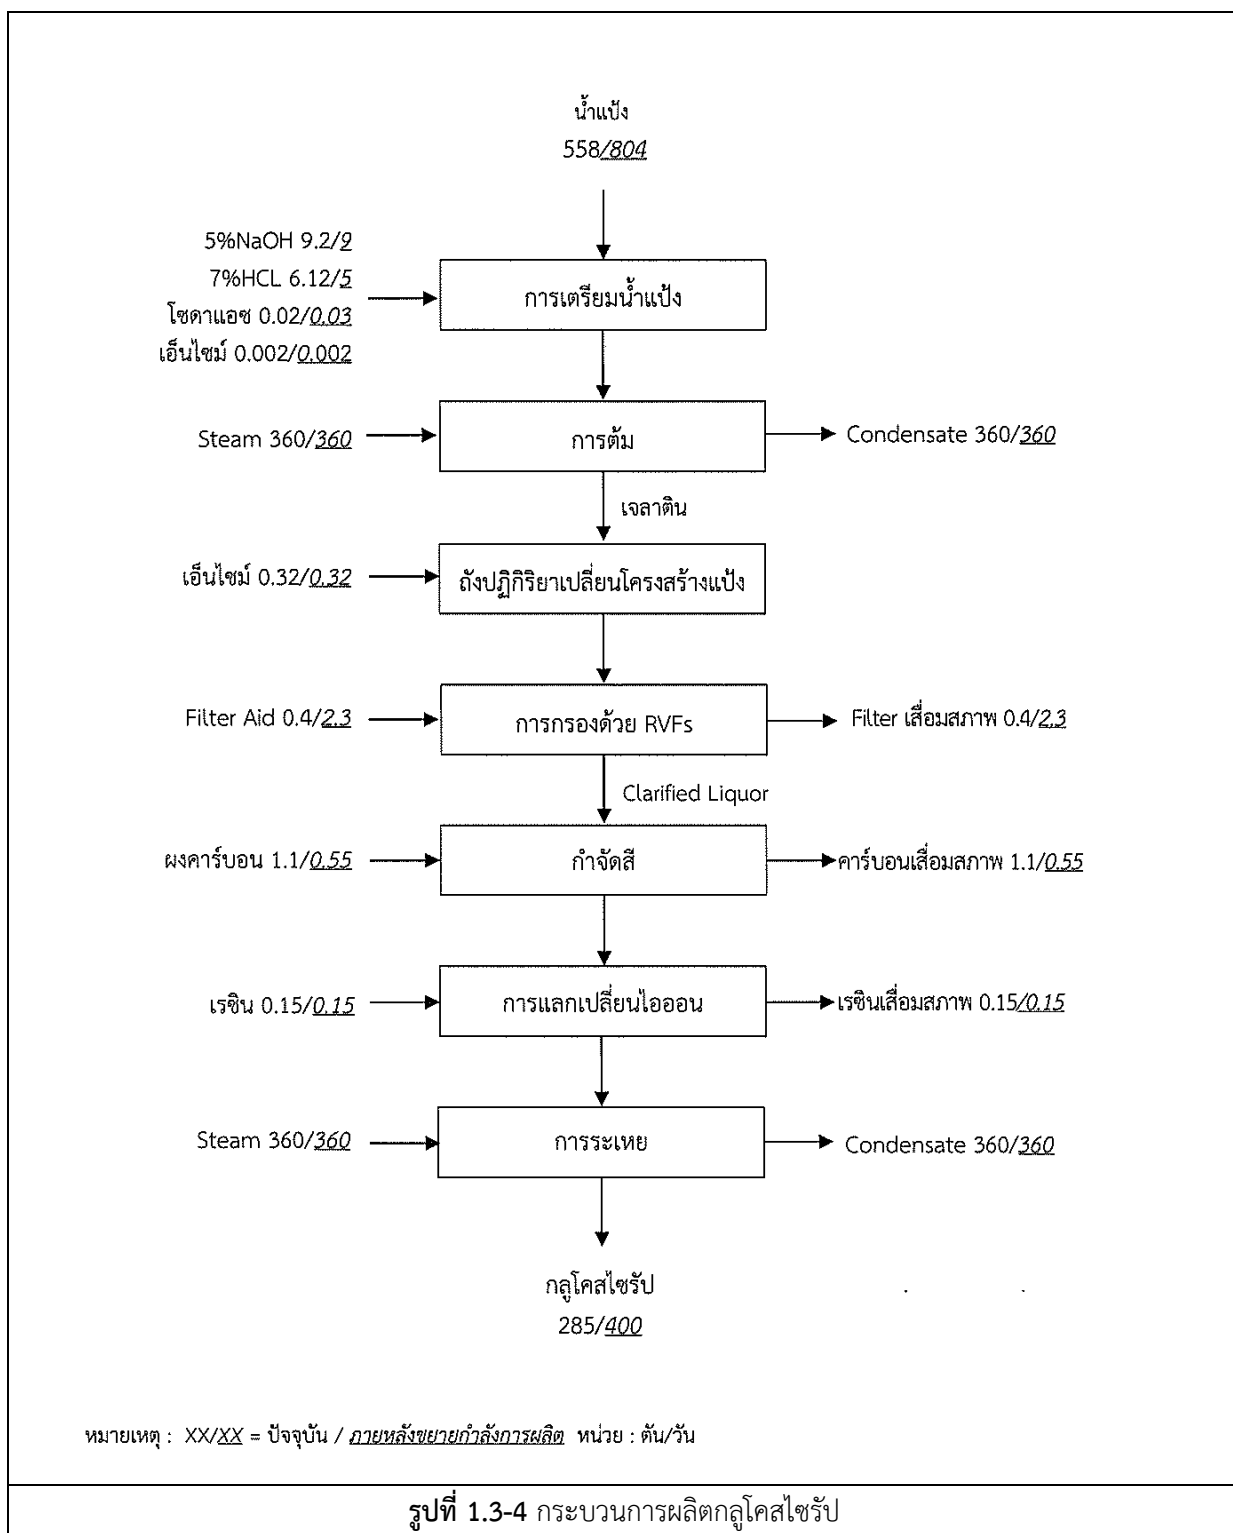 น้ำแป้ง
558/804
5%NaOH 9.2/9
7%HCL 6.12/5
โซดาแอช 0.02/0.03
เอ็นไซม์ 0.002/0.002
การเตรียมน้ำแป้ง
Steam 360/360
การต้ม
Condensate 360/360
เจลาติน
เอ็นไซม์ 0.32/0.32
ถังปฏิกิริยาเปลี่ยนโครงสร้างแป้ง
Filter Aid 0.4/2.3
การกรองด้วย RVFs
Filter เสื่อมสภาพ 0.4/2.3
Clarified Liquor
ผงคาร์บอน 1.1/0.55
กำจัดสี
คาร์บอนเสื่อมสภาพ 1.1/0.55
เรซิน 0.15/0.15
การแลกเปลี่ยนไอออน
เรซินเสื่อมสภาพ 0.15/0.15
Steam 360/360
การระเหย
Condensate 360/360
กลูโคสไซรัป
285/400
หมายเหตุ : XX/XX = ปัจจุบัน / ภายหลังขยายกำลังการผลิต หน่วย : ตัน/วัน
รูปที่ 1.3-4 กระบวนการผลิตกลูโคสไซรัป